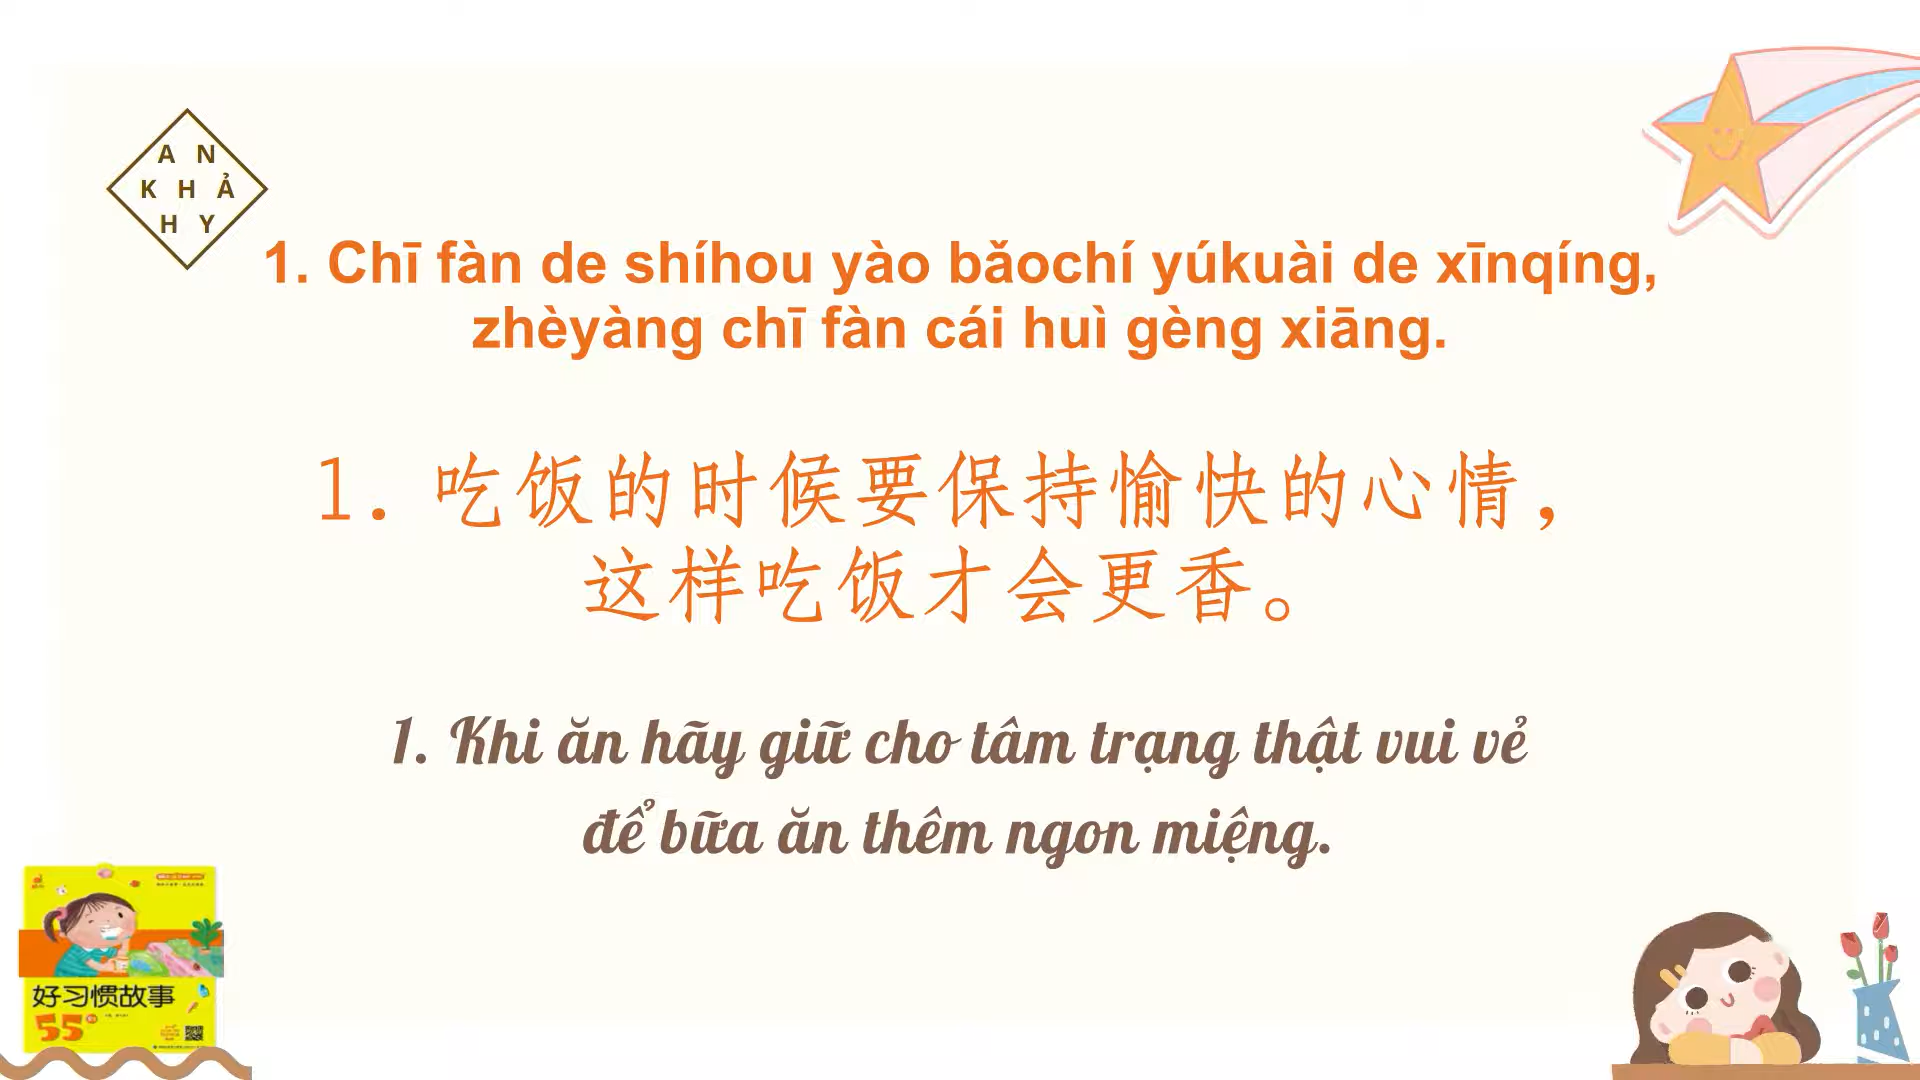 A N
K H Ả
H Y
1. Chī fàn de shíhou yào bǎochí yúkuài de xīnqíng,
zhèyàng chī fàn cái huì gèng xiāng.
1. 吃饭的时候要保持愉快的心情，
这样吃饭才会更香。
1. Khi ăn hãy giữ cho tâm trạng thật vui vẻ
để bữa ăn thêm ngon miệng.
好习惯故事
55